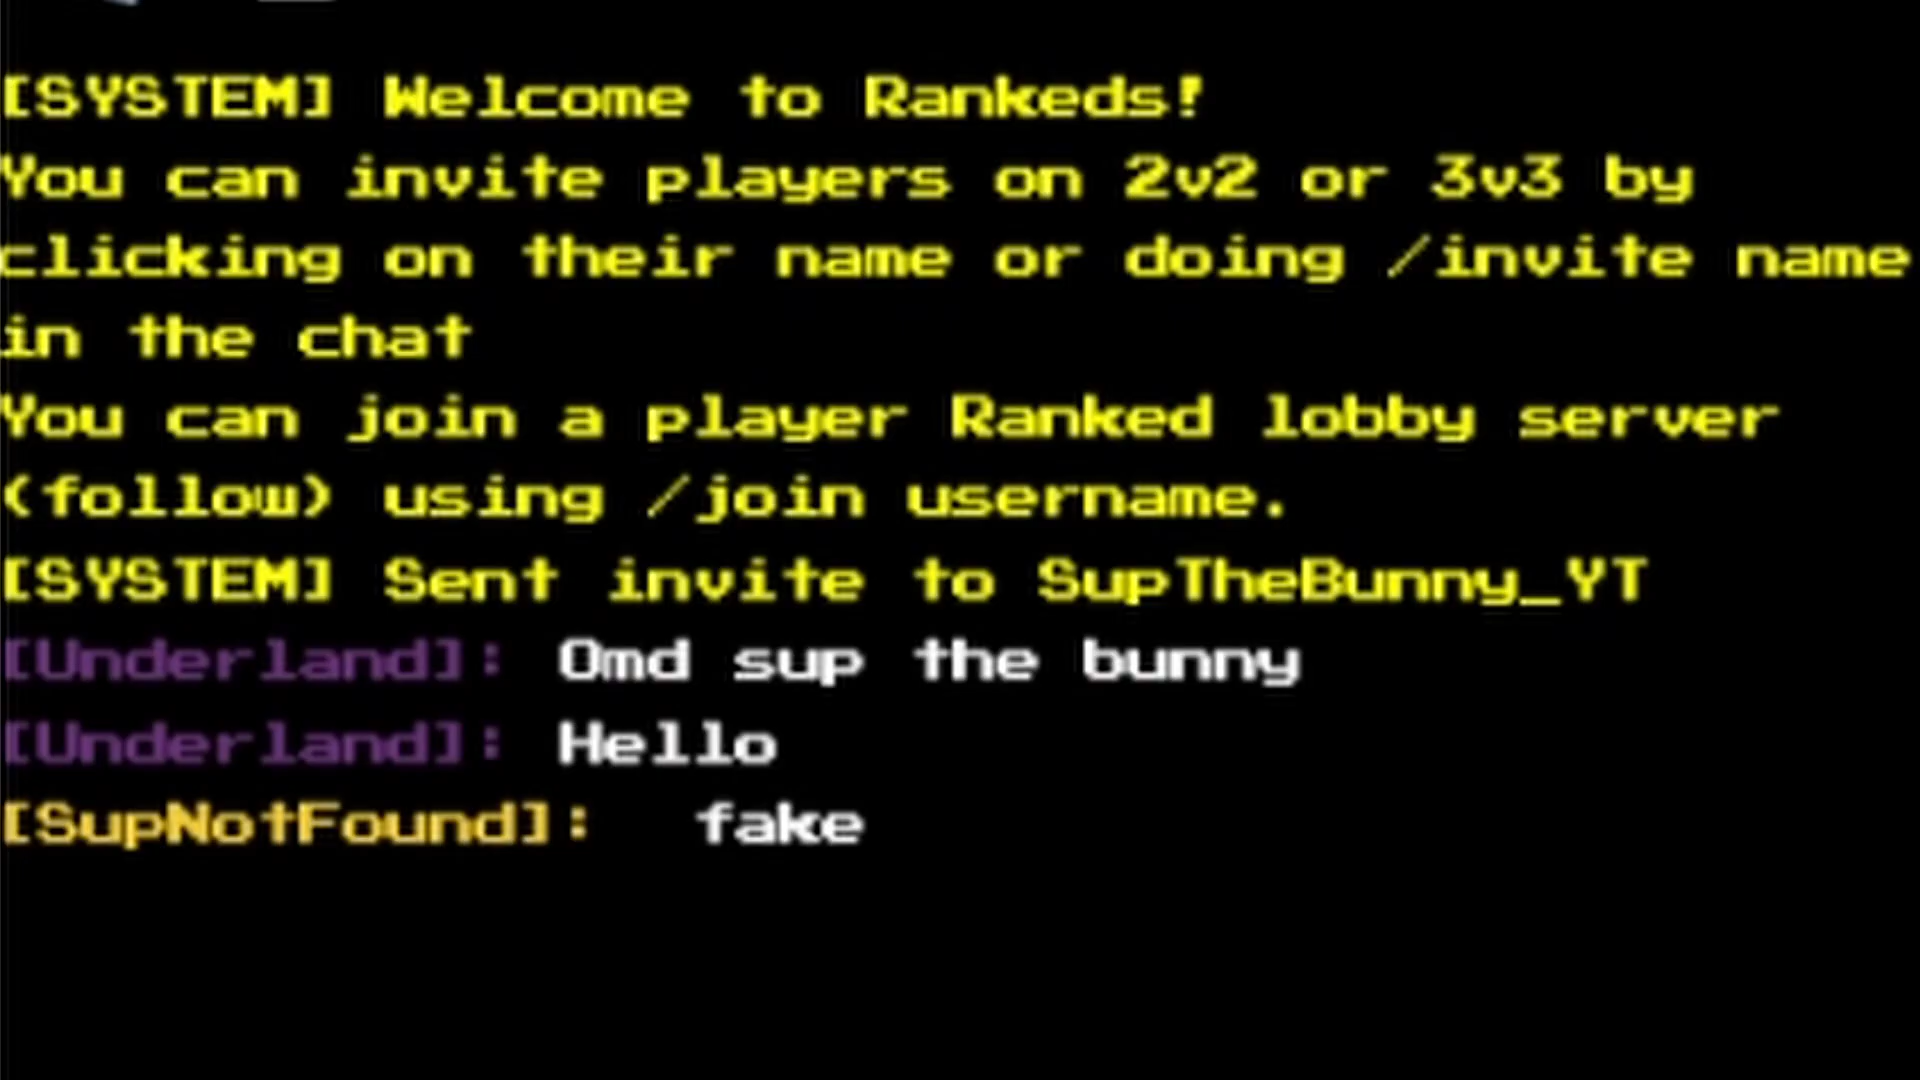 [SYSTEM] Welcome to Rankeds!
You can invite players on 2v2 or 3v3 by
clicking on their name or doing /invite name
in the chat
You can join a player Ranked lobby server
(follow) using /join username.
[SYSTEM] Sent invite to SupTheBunny_YT
[Underland]: Omd sup the bunny
[Underland]: Hello
[SupNotFound]: fake